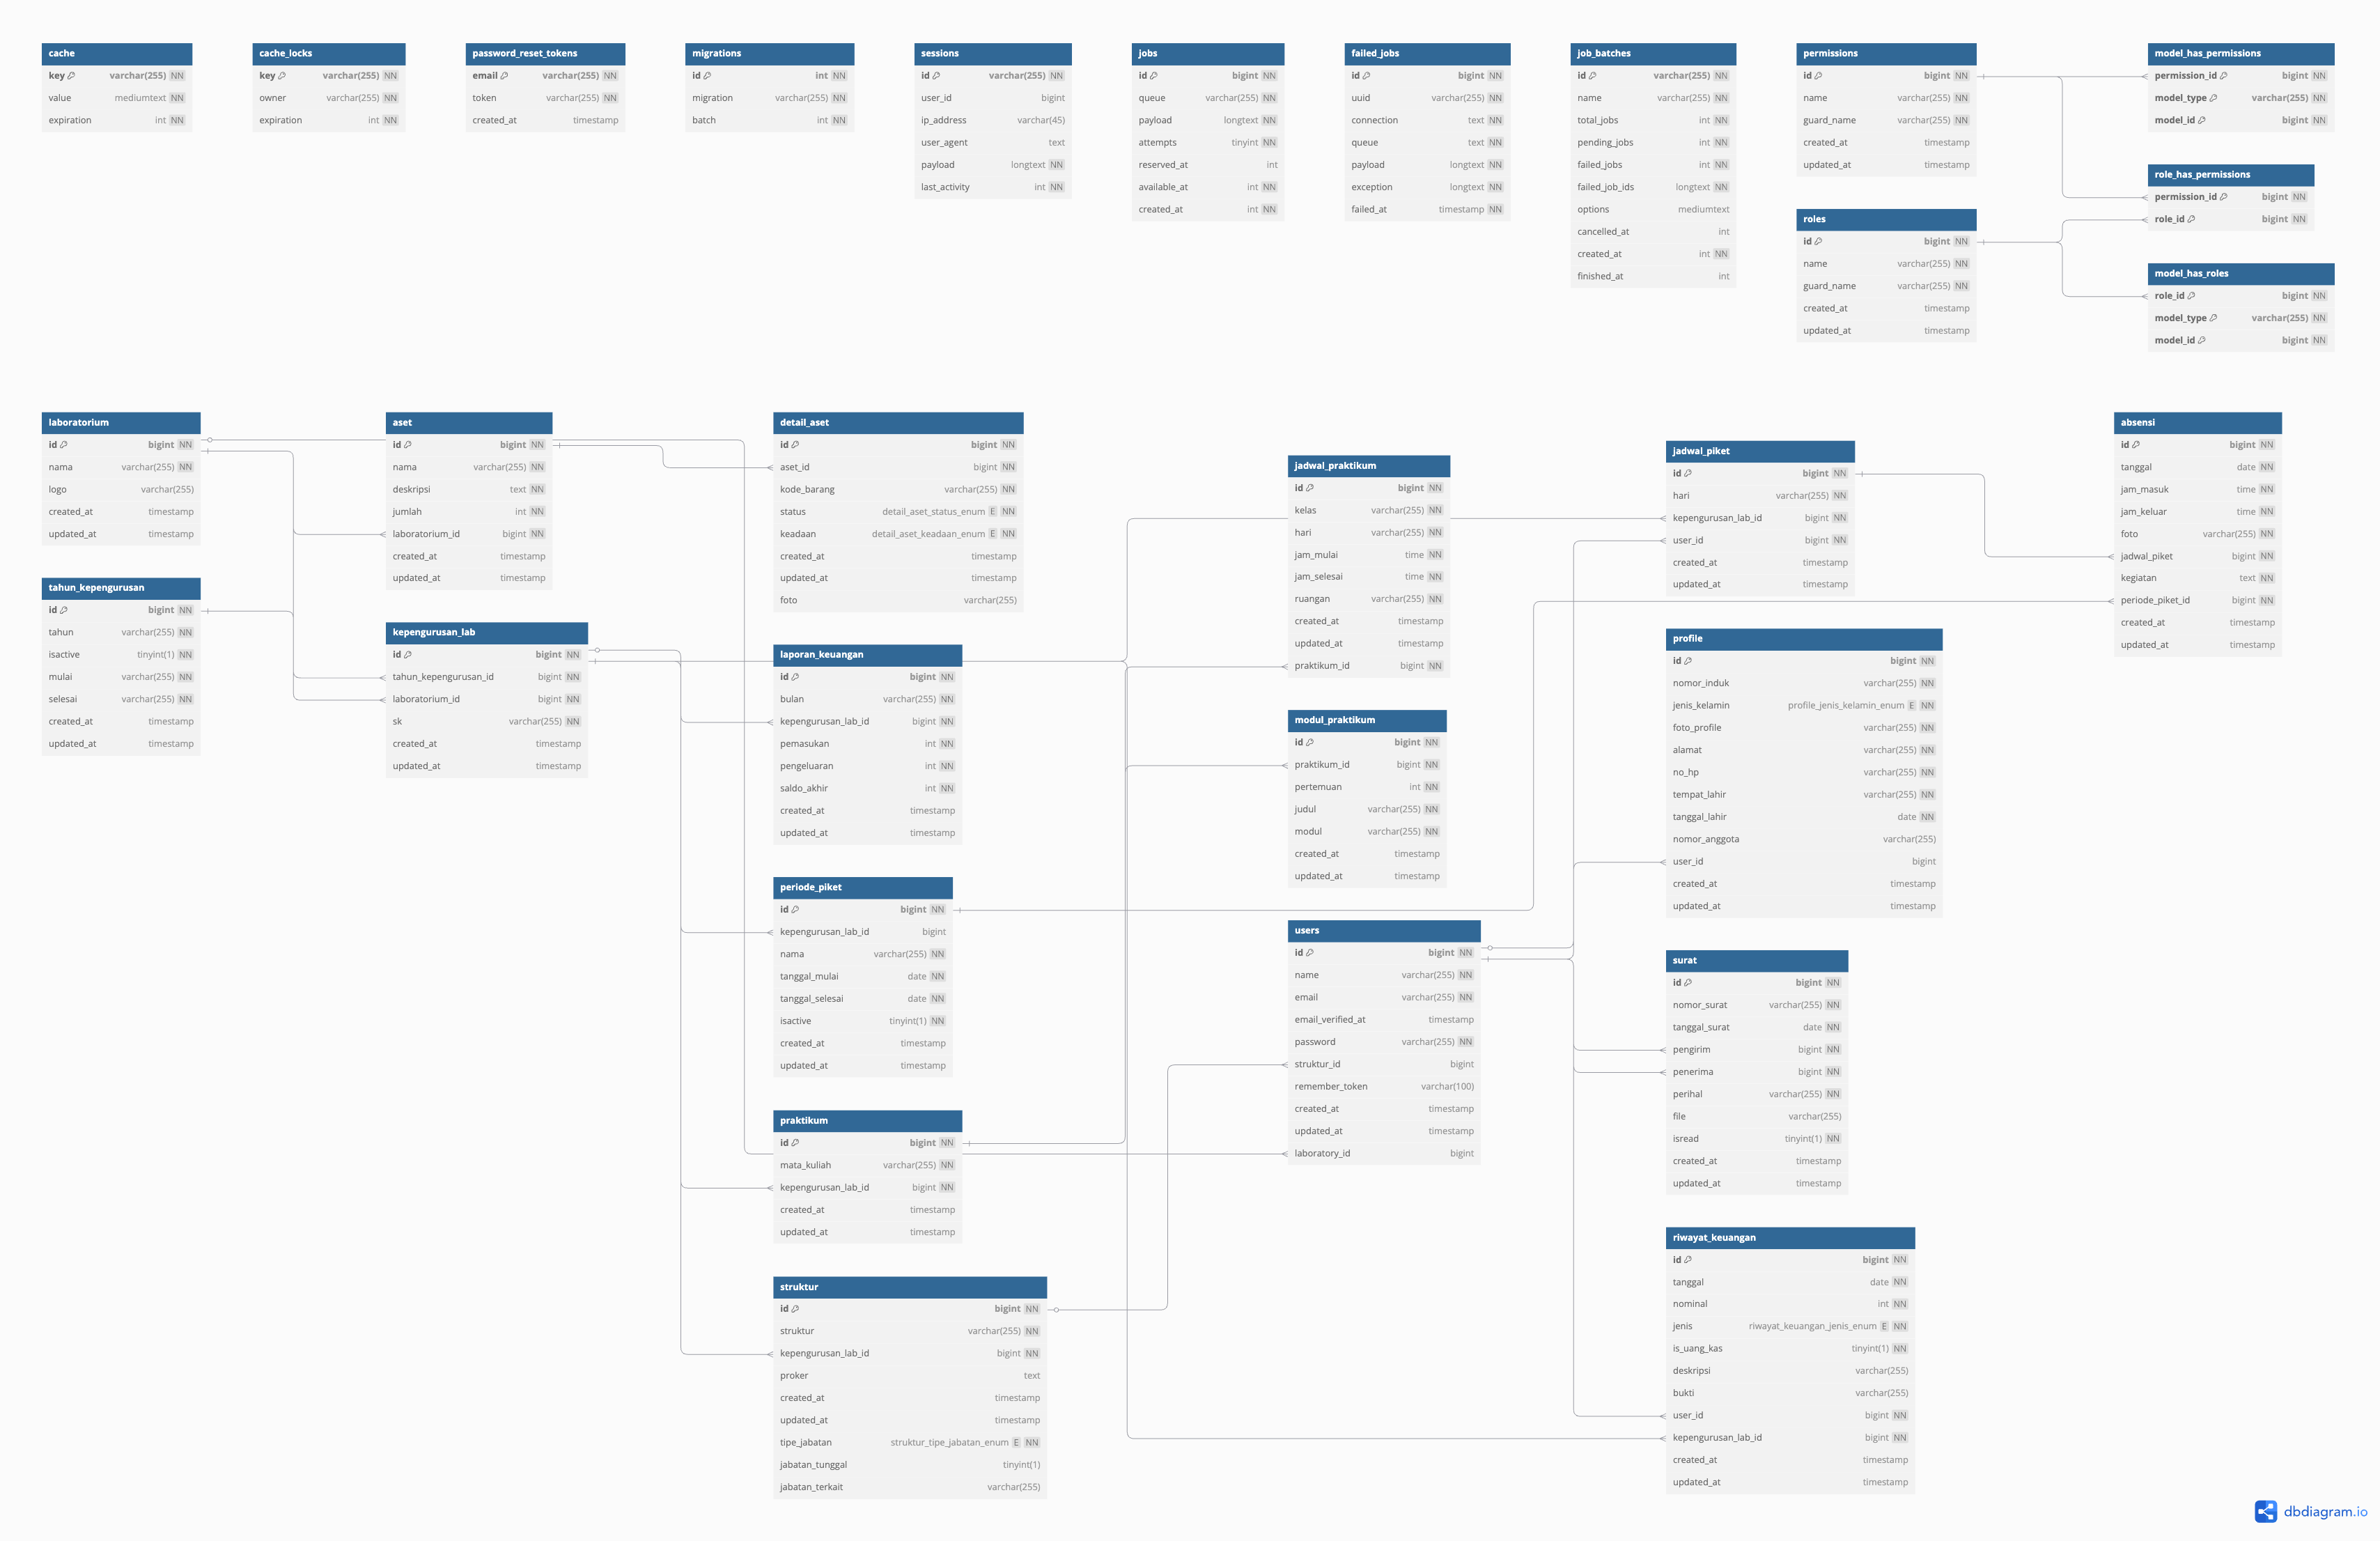 cache
key varchar(255) NN
value mediumtext NN
expiration int NN
cache_locks
key varchar(255) NN
owner varchar(255) NN
expiration int NN
password_reset_tokens
email varchar(255) NN
token varchar(255) NN
created_at timestamp
migrations
id int NN
migration varchar(255) NN
batch int NN
sessions
id varchar(255) NN
user_id bigint
ip_address varchar(45)
user_agent text
payload longtext NN
last_activity int NN
jobs
id bigint NN
queue varchar(255) NN
payload longtext NN
attempts tinyint NN
reserved_at int
available_at int NN
created_at int NN
failed_jobs
id bigint NN
uuid varchar(255) NN
connection text NN
queue text NN
payload longtext NN
exception longtext NN
failed_at timestamp NN
job_batches
id varchar(255) NN
name varchar(255) NN
total_jobs int NN
pending_jobs int NN
failed_jobs int NN
failed_job_ids longtext NN
options mediumtext
cancelled_at int
created_at int NN
finished_at int
permissions
id bigint NN
name varchar(255) NN
guard_name varchar(255) NN
created_at timestamp
updated_at timestamp
roles
id bigint NN
name varchar(255) NN
guard_name varchar(255) NN
created_at timestamp
updated_at timestamp
model_has_permissions
permission_id bigint NN
model_type varchar(255) NN
model_id bigint NN
role_has_permissions
permission_id bigint NN
role_id bigint NN
model_has_roles
role_id bigint NN
model_type varchar(255) NN
model_id bigint NN
laboratorium
id bigint NN
nama varchar(255) NN
logo varchar(255)
created_at timestamp
updated_at timestamp
tahun_kepengurusan
id bigint NN
tahun varchar(255) NN
isactive tinyint(1) NN
mulai varchar(255) NN
selesai varchar(255) NN
created_at timestamp
updated_at timestamp
aset
id bigint NN
nama varchar(255) NN
deskripsi text NN
jumlah int NN
laboratorium_id bigint NN
created_at timestamp
updated_at timestamp
kepengurusan_lab
id bigint NN
tahun_kepengurusan_id bigint NN
laboratorium_id bigint NN
sk varchar(255) NN
created_at timestamp
updated_at timestamp
detail_aset
id bigint NN
aset_id bigint NN
kode_barang varchar(255) NN
status detail_aset_status_enum E NN
keadaan detail_aset_keadaan_enum E NN
created_at timestamp
updated_at timestamp
foto varchar(255)
laporan_keuangan
id bigint NN
bulan varchar(255) NN
kepengurusan_lab_id bigint NN
pemasukan int NN
pengeluaran int NN
saldo_akhir int NN
created_at timestamp
updated_at timestamp
periode_piket
id bigint NN
kepengurusan_lab_id bigint
nama varchar(255) NN
tanggal_mulai date NN
tanggal_selesai date NN
isactive tinyint(1) NN
created_at timestamp
updated_at timestamp
praktikum
id bigint NN
mata_kuliah varchar(255) NN
kepengurusan_lab_id bigint NN
created_at timestamp
updated_at timestamp
struktur
id bigint NN
struktur varchar(255) NN
kepengurusan_lab_id bigint NN
proker text
created_at timestamp
updated_at timestamp
tipe_jabatan struktur_tipe_jabatan_enum E NN
jabatan_tunggal tinyint(1)
jabatan_terkait varchar(255)
jadwal_praktikum
id bigint NN
kelas varchar(255) NN
hari varchar(255) NN
jam_mulai time NN
jam_selesai time NN
ruangan varchar(255) NN
created_at timestamp
updated_at timestamp
praktikum_id bigint NN
modul_praktikum
id bigint NN
praktikum_id bigint NN
pertemuan int NN
judul varchar(255) NN
modul varchar(255) NN
created_at timestamp
updated_at timestamp
users
id bigint NN
name varchar(255) NN
email varchar(255) NN
email_verified_at timestamp
password varchar(255) NN
struktur_id bigint
remember_token varchar(100)
created_at timestamp
updated_at timestamp
laboratory_id bigint
jadwal_piket
id bigint NN
hari varchar(255) NN
kepengurusan_lab_id bigint NN
user_id bigint NN
created_at timestamp
updated_at timestamp
profile
id bigint NN
nomor_induk varchar(255) NN
jenis_kelamin profile_jenis_kelamin_enum E NN
foto_profile varchar(255) NN
alamat varchar(255) NN
no_hp varchar(255) NN
tempat_lahir varchar(255) NN
tanggal_lahir date NN
nomor_anggota varchar(255)
user_id bigint
created_at timestamp
updated_at timestamp
surat
id bigint NN
nomor_surat varchar(255) NN
tanggal_surat date NN
pengirim bigint NN
penerima bigint NN
perihal varchar(255) NN
file varchar(255)
isread tinyint(1) NN
created_at timestamp
updated_at timestamp
riwayat_keuangan
id bigint NN
tanggal date NN
nominal int NN
jenis riwayat_keuangan_jenis_enum E NN
is_uang_kas tinyint(1) NN
deskripsi varchar(255)
bukti varchar(255)
user_id bigint NN
kepengurusan_lab_id bigint NN
created_at timestamp
updated_at timestamp
absensi
id bigint NN
tanggal date NN
jam_masuk time NN
jam_keluar time NN
foto varchar(255) NN
jadwal_piket bigint NN
kegiatan text NN
periode_piket_id bigint NN
created_at timestamp
updated_at timestamp
dbdiagram.io